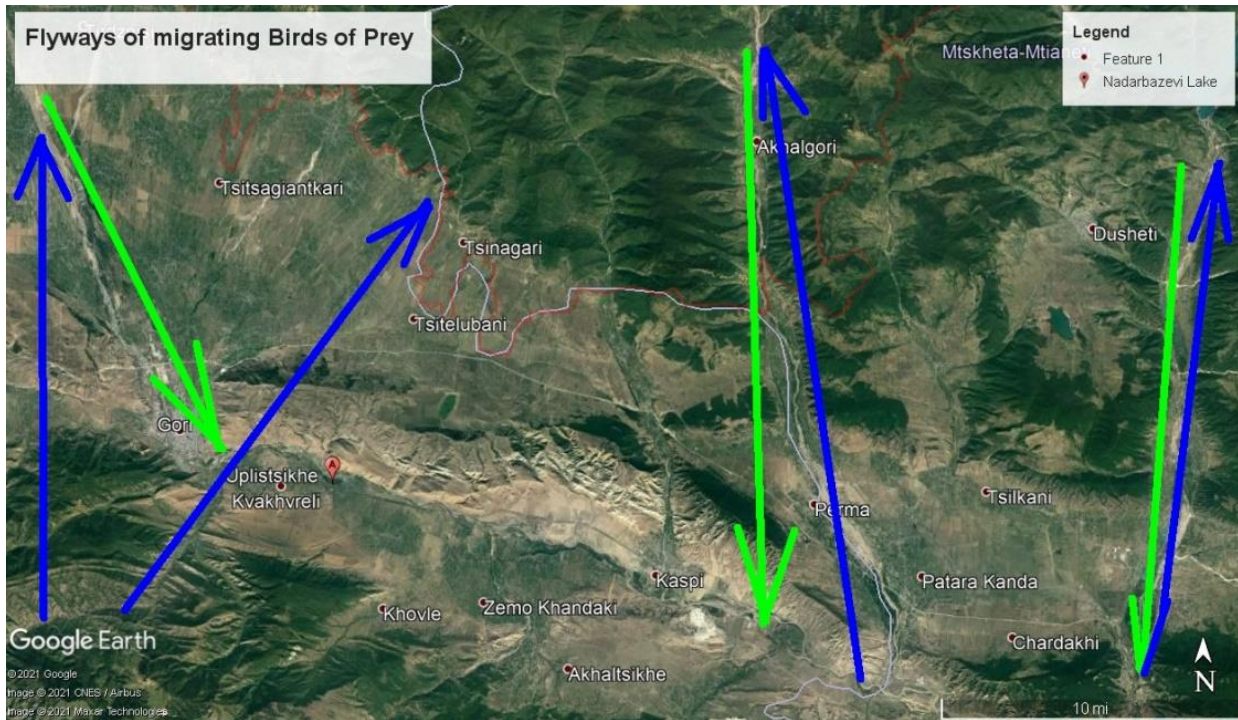 Flyways of migrating Birds of Prey
Legend
Feature 1
Nadarbazevi Lake
Akhalgori
Tsitsagiantkari
Dusheti
Tsinagari
Tsitelubani
Gori
A
Uplistsikhe
Kvakhvreli
Tsilkani
Perma
Kaspi
Patara Kanda
Zemo Khandaki
Khovle
Chardakhi
Google Earth
Akhaltsikhe
© 2021 Google
Image © 2021 CNES / Airbus
Image © 2021 Maxar Technologies
N
10 mi